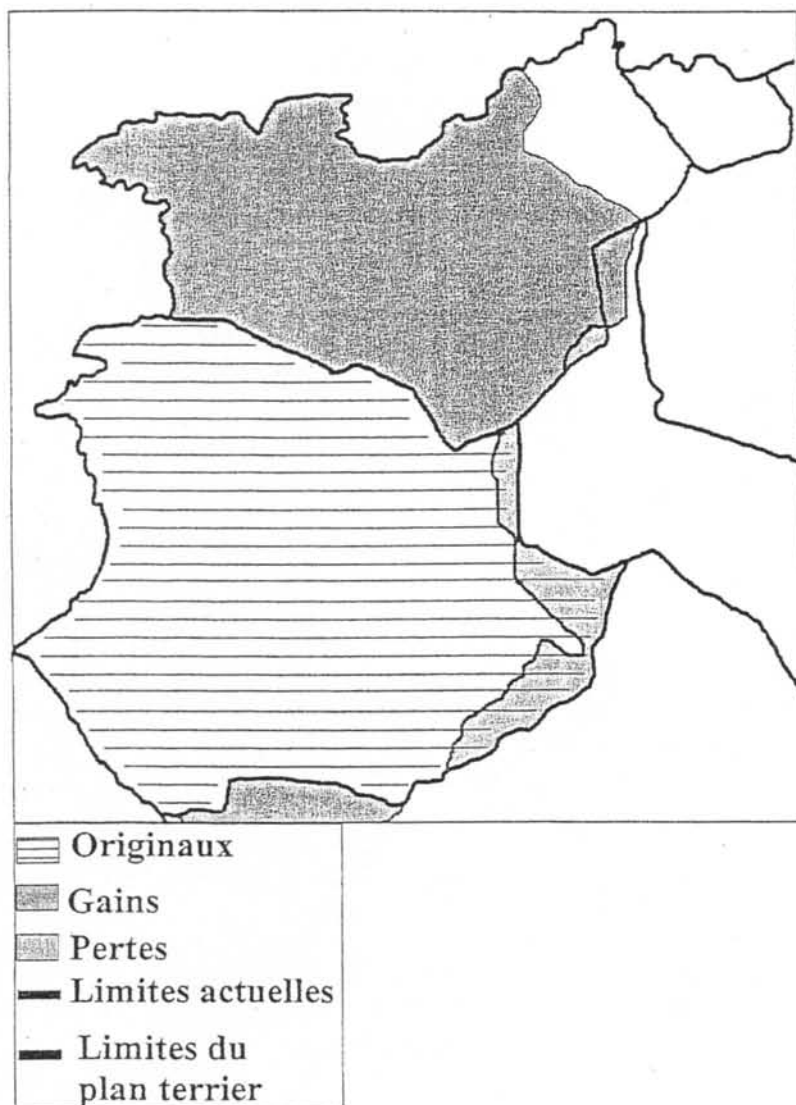 Originaux
Gains
Pertes
Limites actuelles
Limites du
plan terrier